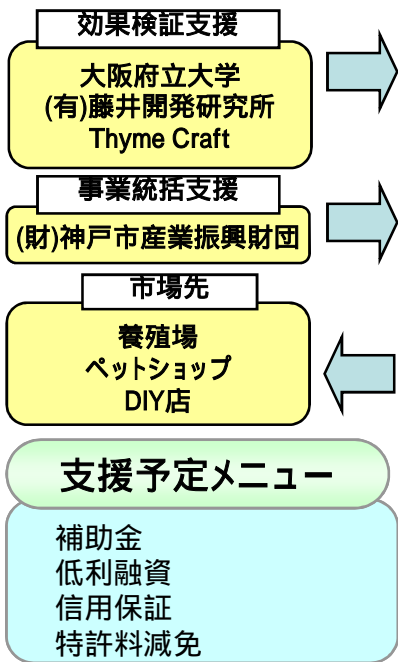 効果検証支援
大阪府立大学
(有)藤井開発研究所
Thyme Craft
事業統括支援
(財)神戸市産業振興財団
市場先
養殖場
ペットショップ
DIY店
支援予定メニュー
補助金
低利融資
信用保証
特許料減免